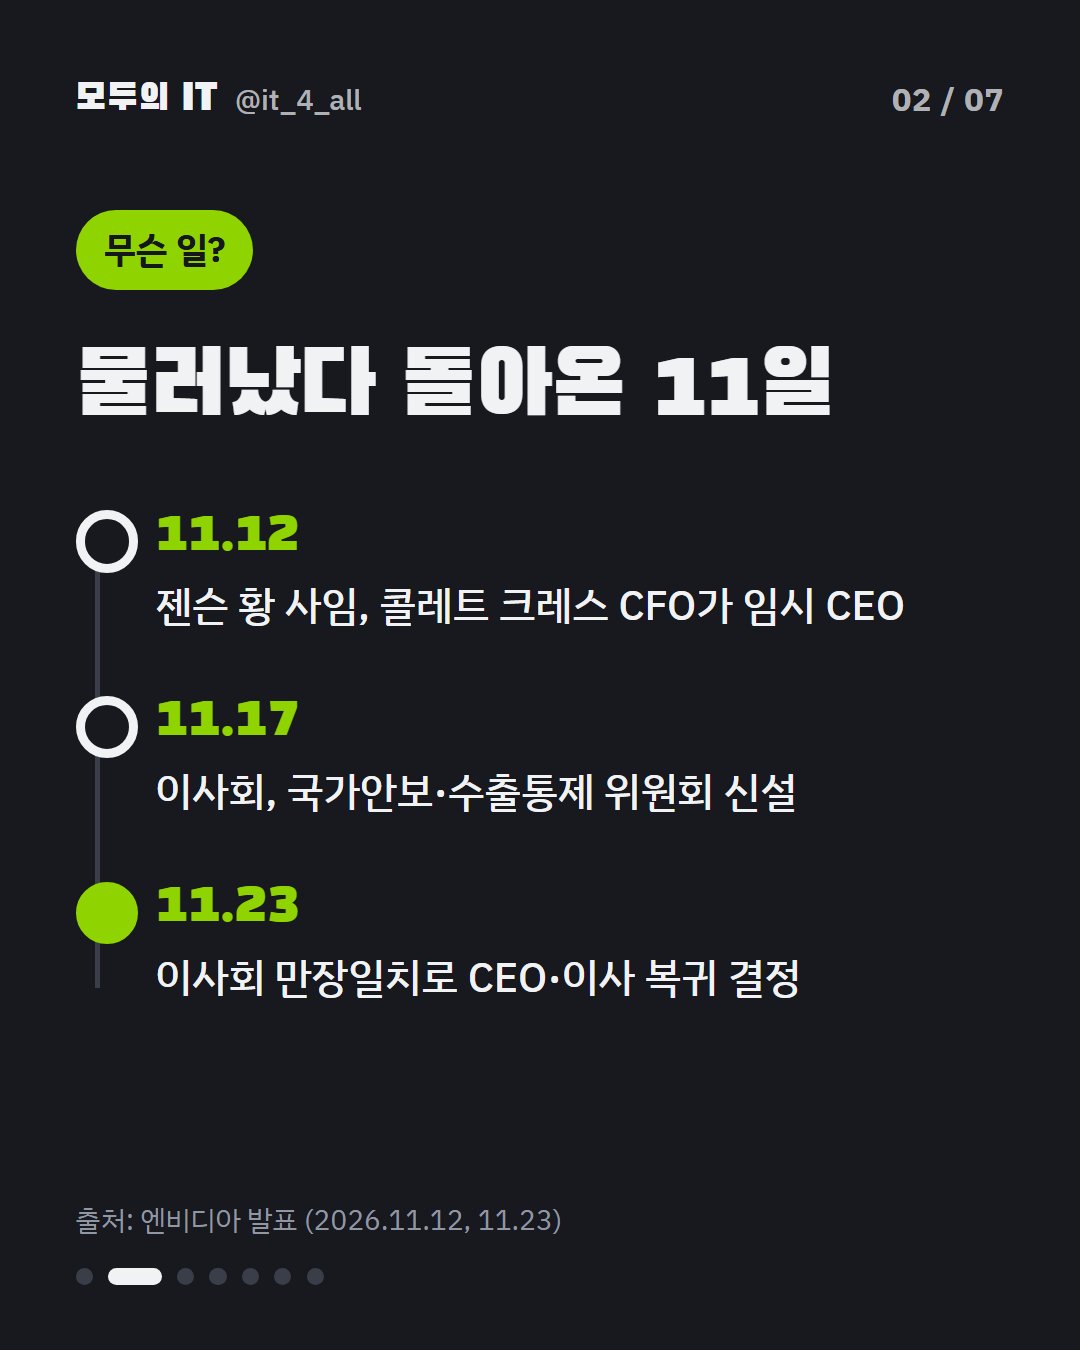 모두의 IT @it_4_all
02 / 07
무슨 일?
물러났다 돌아온 11일
11.12
젠슨 황 사임, 콜레트 크레스 CFO가 임시 CEO
11.17
이사회, 국가안보·수출통제 위원회 신설
11.23
이사회 만장일치로 CEO·이사 복귀 결정
출처: 엔비디아 발표 (2026.11.12, 11.23)